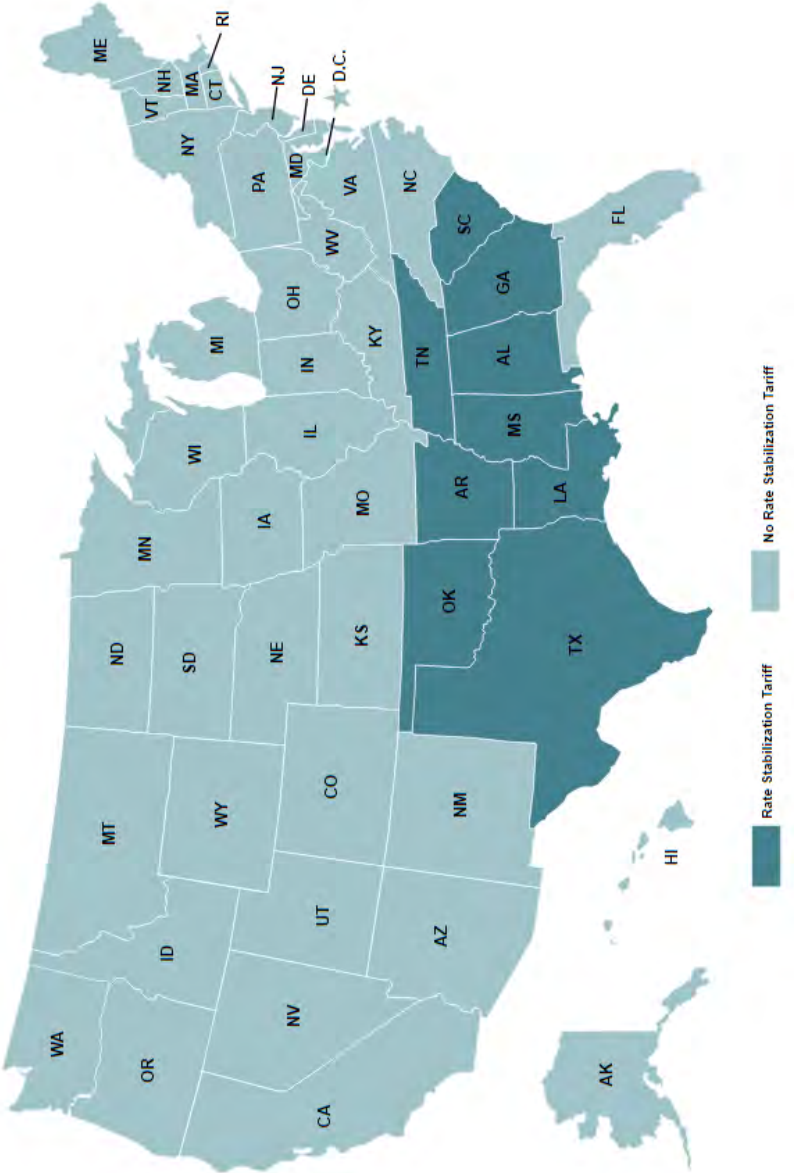 WA
OR
CA
NV
ID
MT
WY
UT
AZ
CO
NM
ND
SD
NE
KS
OK
TX
MN
IA
MO
AR
LA
WI
IL
MS
MI
IN
KY
TN
AL
OH
WV
GA
SC
NC
VA
PA
MD
NY
VT
NH
ME
MA
CT
RI
NJ
DE
D.C.
FL
AK
HI
Rate Stabilization Tariff
No Rate Stabilization Tariff